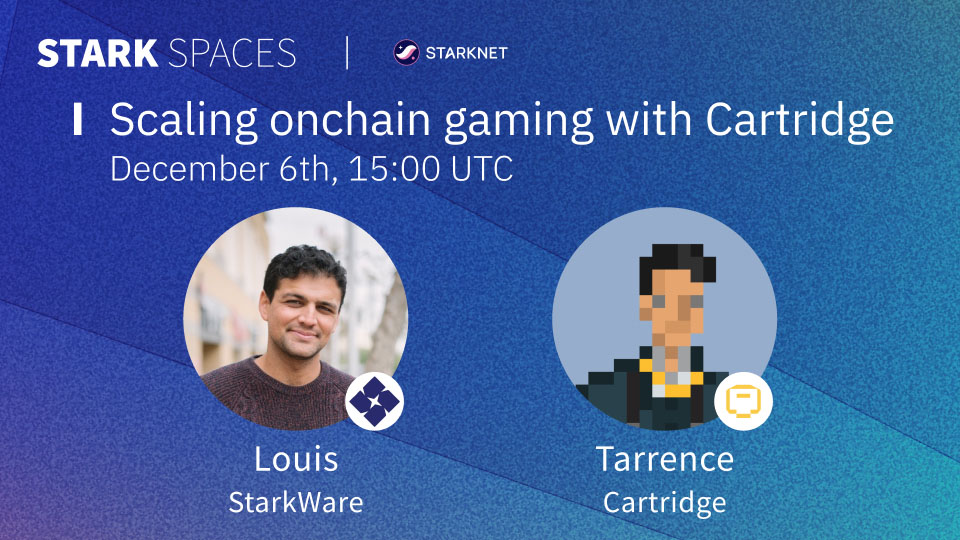 STARK SPACES | STARKNET
Scaling onchain gaming with Cartridge
December 6th, 15:00 UTC
Louis
StarkWare
Tarrence
Cartridge